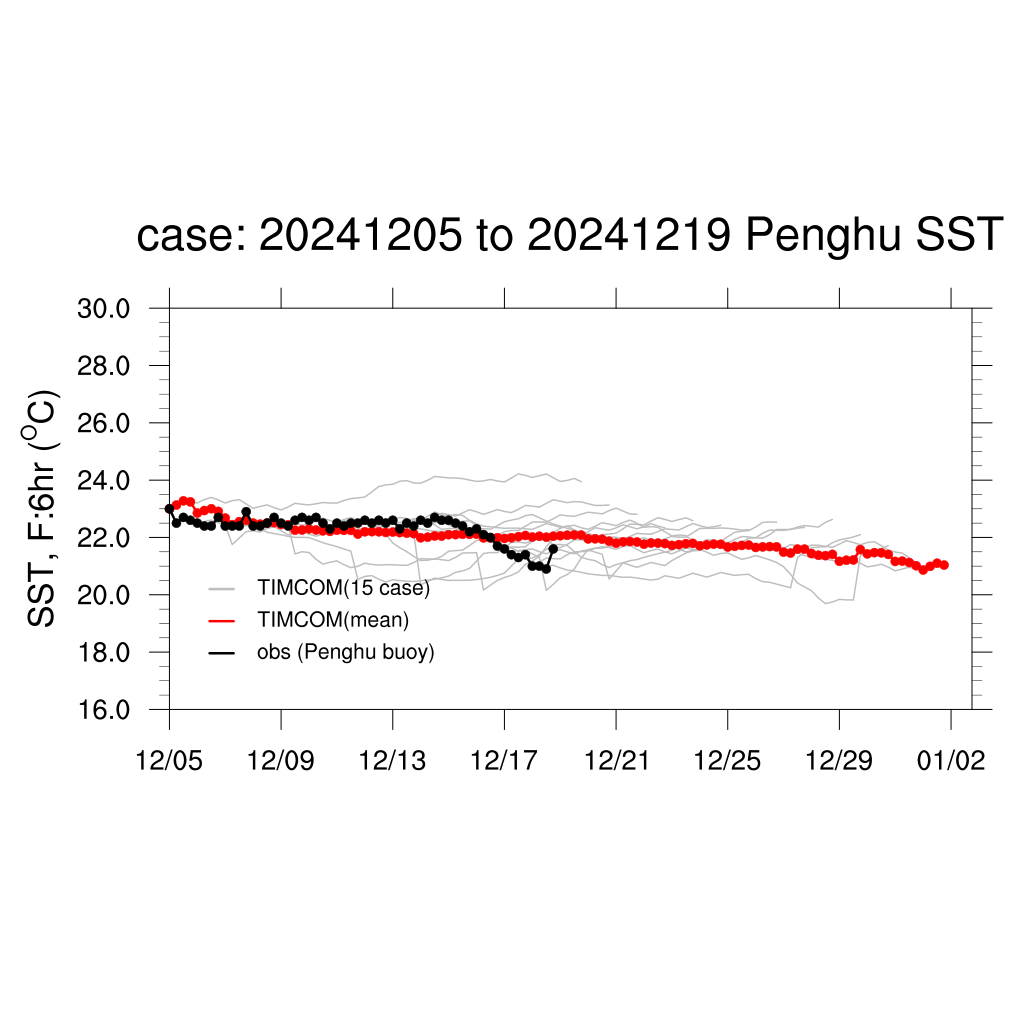 case: 20241205 to 20241219 Penghu SST
SST, F:6hr (°C)
30.0
28.0
26.0
24.0
22.0
20.0
18.0
16.0
TIMCOM(15 case)
TIMCOM(mean)
obs (Penghu buoy)
12/05 12/09 12/13 12/17 12/21 12/25 12/29 01/02